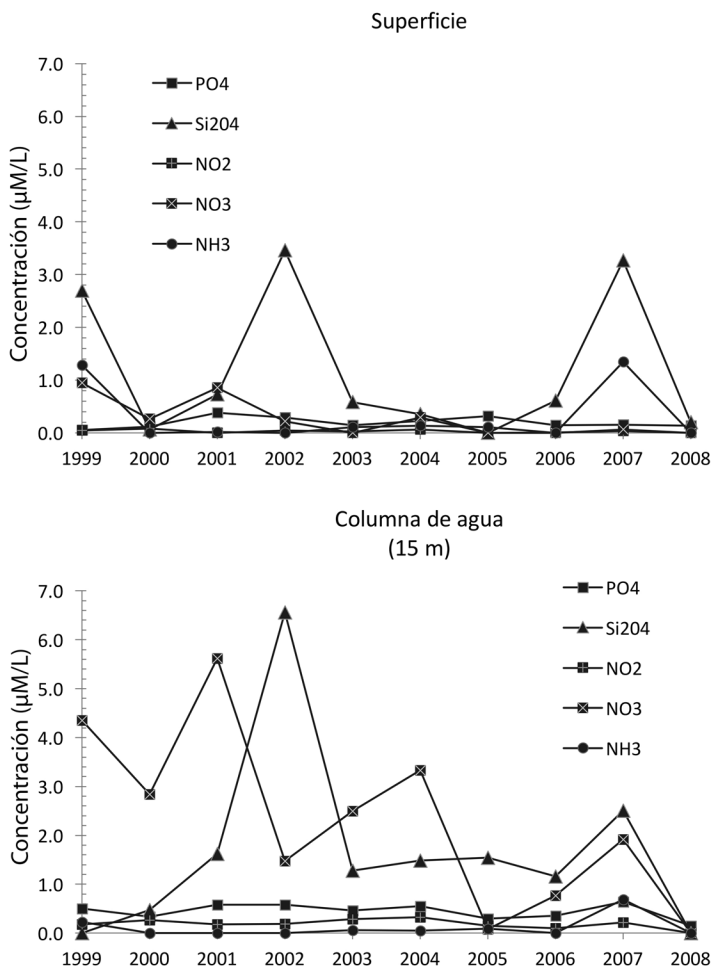 Superficie
Concentración (µM/L)
7.0
6.0
5.0
4.0
3.0
2.0
1.0
0.0
PO4
Si204
NO2
NO3
NH3
1999 2000 2001 2002 2003 2004 2005 2006 2007 2008
Columna de agua
(15 m)
Concentración (µM/L)
7.0
6.0
5.0
4.0
3.0
2.0
1.0
0.0
PO4
Si204
NO2
NO3
NH3
1999 2000 2001 2002 2003 2004 2005 2006 2007 2008